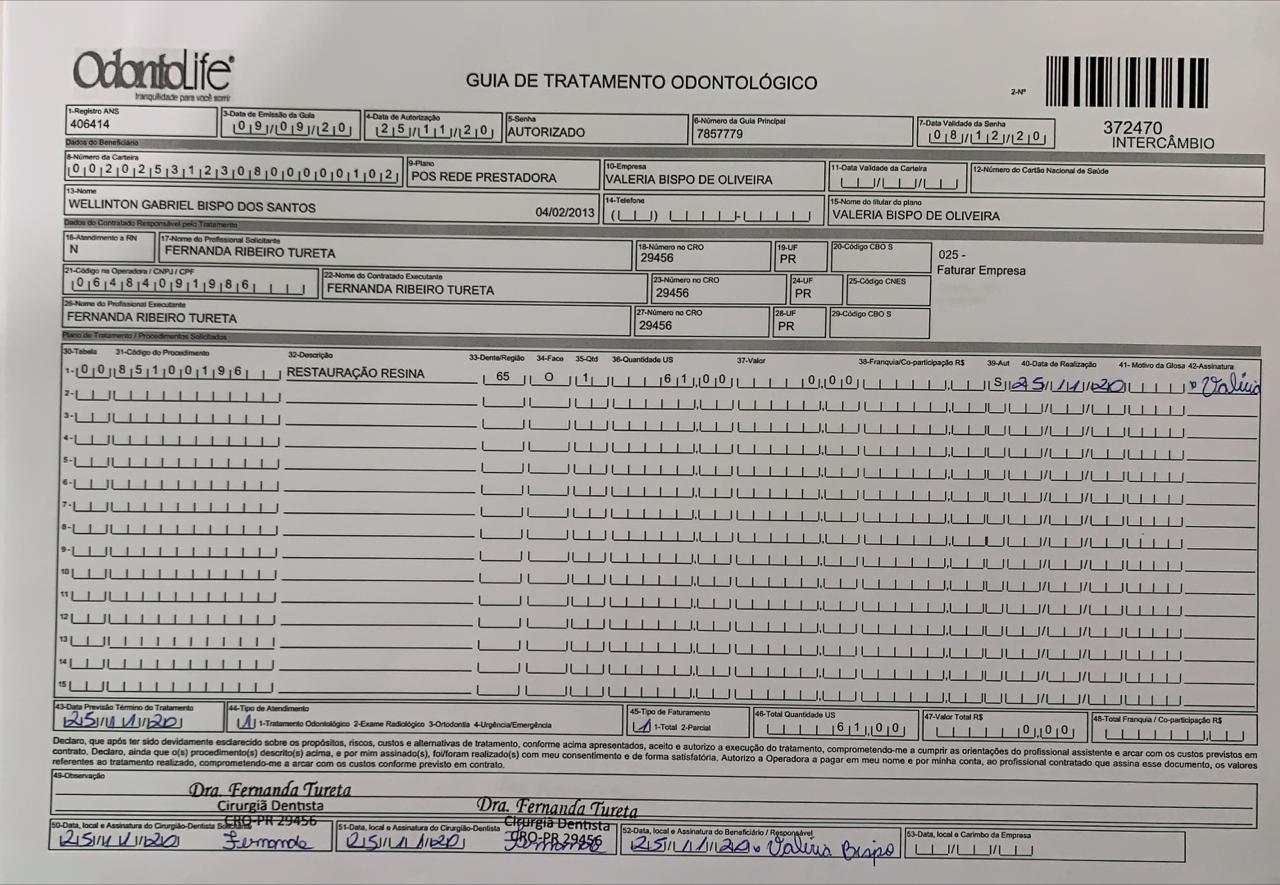 OdontoLife
tranquilidade para você sorrir
GUIA DE TRATAMENTO ODONTOLÓGICO
2-Nº
372470
INTERCÂMBIO
1-Registro ANS
406414
3-Data de Emissão da Guia
09/09/20
4-Data de Autorização
25/11/20
5-Senha
AUTORIZADO
6-Número da Guia Principal
7857779
7-Data Validade da Senha
08/12/20
Dados do Beneficiário
8-Número da Carteira
00202531230800000102
9-Plano
POS REDE PRESTADORA
10-Empresa
VALERIA BISPO DE OLIVEIRA
11-Data Validade da Carteira
12-Número do Cartão Nacional de Saúde
13-Nome
WELLINTON GABRIEL BISPO DOS SANTOS 04/02/2013
14-Telefone
15-Nome do titular do plano
VALERIA BISPO DE OLIVEIRA
Dados do Contratado Responsável pelo Tratamento
16-Atendimento a RN
N
17-Nome do Profissional Solicitante
FERNANDA RIBEIRO TURETA
18-Número no CRO
29456
19-UF
PR
20-Código CBO S
025 -
Faturar Empresa
21-Código na Operadora / CNPJ / CPF
06484091986
22-Nome do Contratado Executante
FERNANDA RIBEIRO TURETA
23-Número no CRO
29456
24-UF
PR
25-Código CNES
26-Nome do Profissional Executante
FERNANDA RIBEIRO TURETA
27-Número no CRO
29456
28-UF
PR
29-Código CBO S
Plano de Tratamento / Procedimentos Solicitados
30-Tabela 31-Código do Procedimento 32-Descrição 33-Dente/Região 34-Face 35-Qtd 36-Quantidade US 37-Valor 38-Franquia/Co-participação R$ 39-Aut 40-Data de Realização 41- Motivo da Glosa 42-Assinatura
1- 00 85100196 RESTAURAÇÃO RESINA 65 O 1 61,00 0,00 S 25/11/20 Valéria
2-
3-
4-
5-
6-
7-
8-
9-
10
11
12
13
14
15
43-Data Previsão Término do Tratamento
25/11/20
44-Tipo de Atendimento
1 1-Tratamento Odontológico 2-Exame Radiológico 3-Ortodontia 4-Urgência/Emergência
45-Tipo de Faturamento
1 1-Total 2-Parcial
46-Total Quantidade US
61,00
47-Valor Total R$
0,00
48-Total Franquia / Co-participação R$
Declaro, que após ter sido devidamente esclarecido sobre os propósitos, riscos, custos e alternativas de tratamento, conforme acima apresentados, aceito e autorizo a execução do tratamento, comprometendo-me a cumprir as orientações do profissional assistente e arcar com os custos previstos em
contrato. Declaro, ainda que o(s) procedimento(s) descrito(s) acima, e por mim assinado(s), foi/foram realizado(s) com meu consentimento e de forma satisfatória. Autorizo a Operadora a pagar em meu nome e por minha conta, ao profissional contratado que assina esse documento, os valores
referentes ao tratamento realizado, comprometendo-me a arcar com os custos conforme previsto em contrato.
49-Observação
Dra. Fernanda Tureta
Cirurgiã Dentista
CRO-PR 29456
Dra. Fernanda Tureta
Cirurgiã Dentista
CRO-PR 29456
50-Data, local e Assinatura do Cirurgião-Dentista Solicitante
25/11/20 Fernanda
51-Data, local e Assinatura do Cirurgião-Dentista
25/11/20 Fernanda
52-Data, local e Assinatura do Beneficiário / Responsável
25/11/20 Valéria Bispo
53-Data, local e Carimbo da Empresa